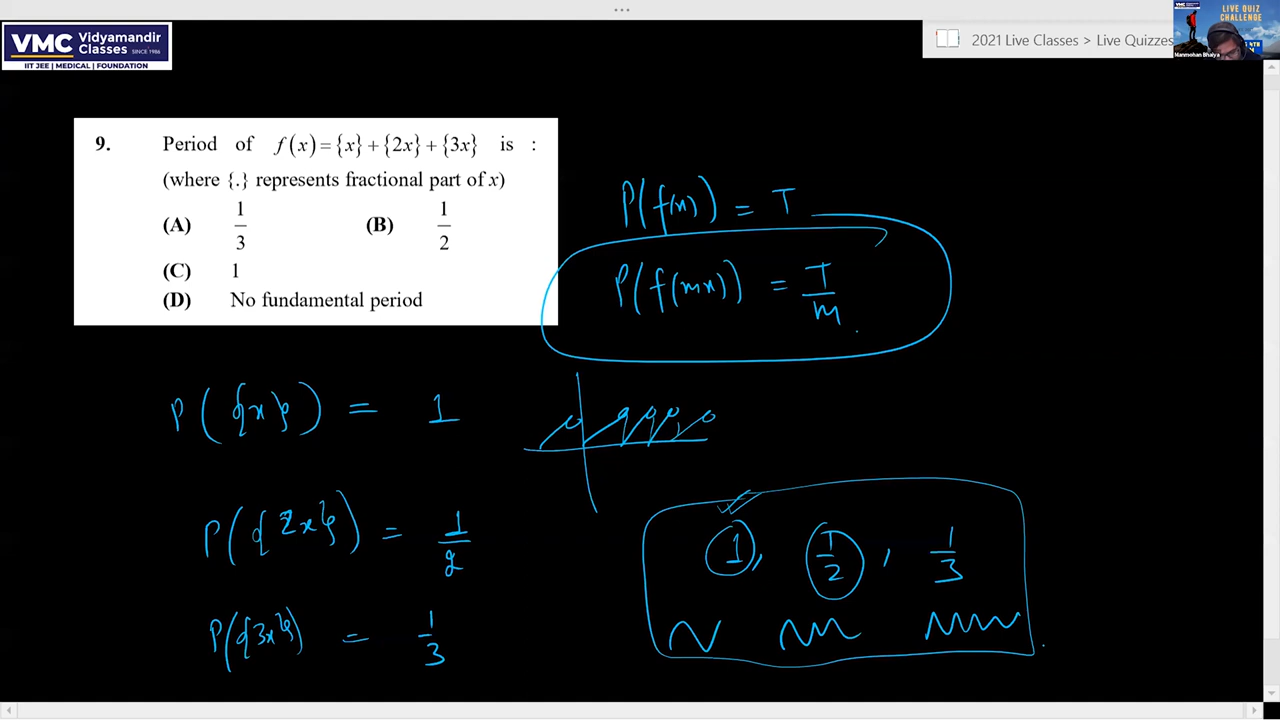 VMC Vidyamandir Classes
SINCE 1986
IIT JEE | MEDICAL | FOUNDATION
2021 Live Classes > Live Quizzes
LIVE QUIZ
CHALLENGE
Manmohan Bhaiya
9. Period of f(x)={x}+{2x}+{3x} is :
(where {.} represents fractional part of x)
(A) 1/3 (B) 1/2
(C) 1
(D) No fundamental period
P(f(x)) = T
P(f(mx)) = T/m
P({x}) = 1
P({2x}) = 1/2
P({3x}) = 1/3
1, 1/2, 1/3